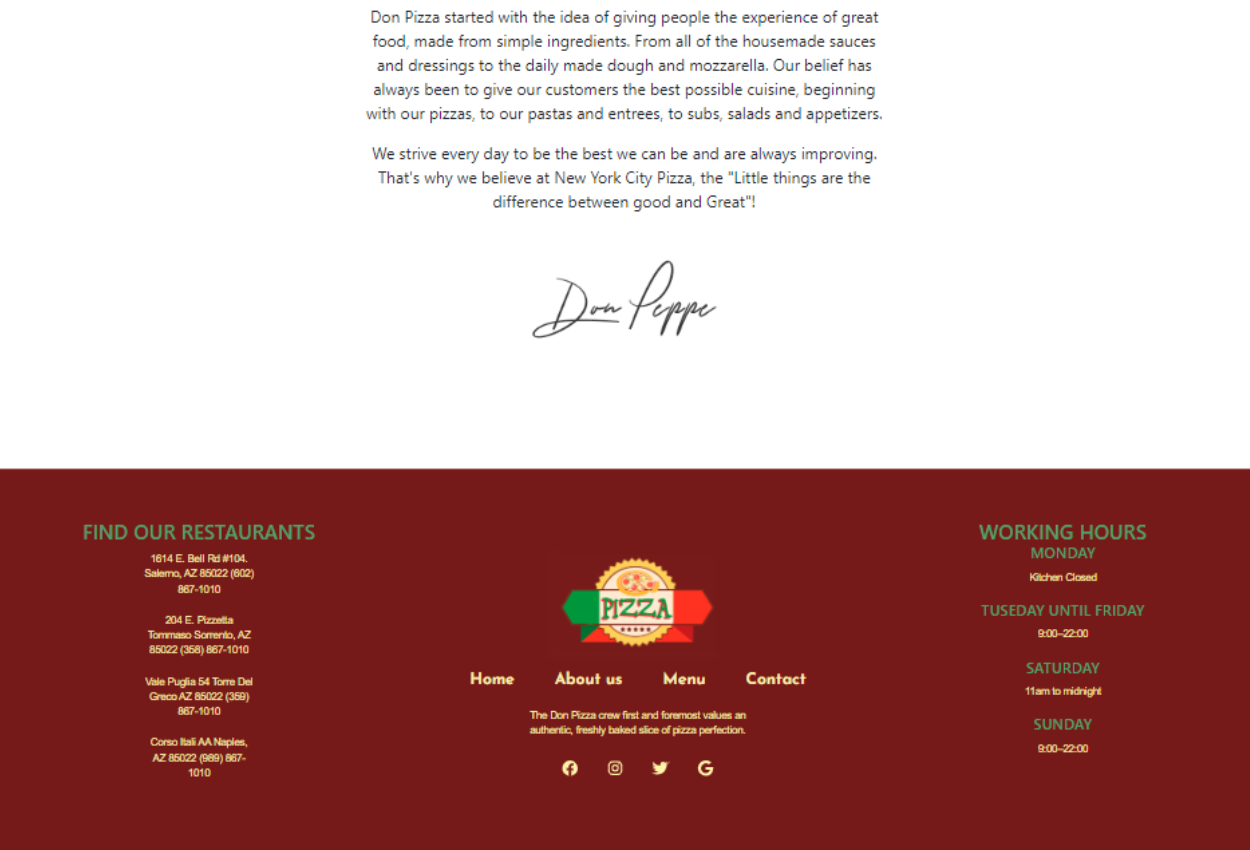 Don Pizza started with the idea of giving people the experience of great
food, made from simple ingredients. From all of the housemade sauces
and dressings to the daily made dough and mozzarella. Our belief has
always been to give our customers the best possible cuisine, beginning
with our pizzas, to our pastas and entrees, to subs, salads and appetizers.
We strive every day to be the best we can be and are always improving.
That's why we believe at New York City Pizza, the "Little things are the
difference between good and Great"!
Don Peppe
FIND OUR RESTAURANTS
1614 E. Bell Rd #104.
Salerno, AZ 85022 (602)
867-1010
204 E. Pizzetta
Tommaso Sorrento, AZ
85022 (358) 867-1010
Vale Puglia 54 Torre Del
Greco AZ 85022 (359)
867-1010
Corso Itali AA Naples,
AZ 85022 (989) 867-
1010
PIZZA
Home About us Menu Contact
The Don Pizza crew first and foremost values an
authentic, freshly baked slice of pizza perfection.
WORKING HOURS
MONDAY
Kitchen Closed
TUSEDAY UNTIL FRIDAY
9:00–22:00
SATURDAY
11am to midnight
SUNDAY
9:00–22:00